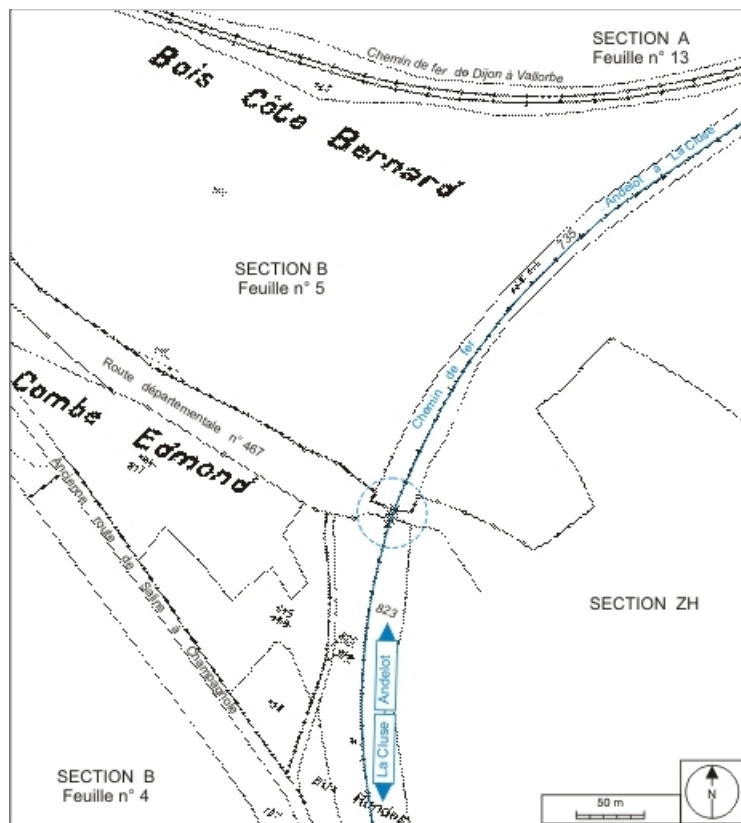 SECTION A
Feuille n° 13
Chemin de fer de Dijon à Vallorbe
Bois Côte Bernard
Andelot à La Cluse
735
SECTION B
Feuille n° 5
Chemin de fer
Route départementale n° 467
Combe Edmond
Ancienne route de Salins à Champagnole
823
SECTION ZH
Andelot
La Cluse
SECTION B
Feuille n° 4
50 m
N